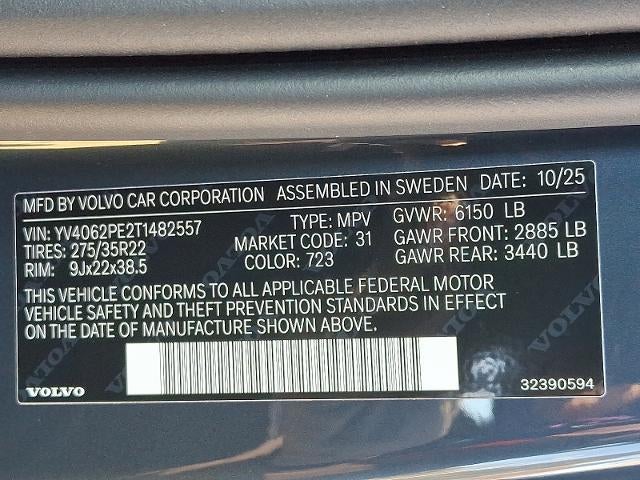 MFD BY VOLVO CAR CORPORATION ASSEMBLED IN SWEDEN DATE: 10/25
VIN: YV4062PE2T1482557 TYPE: MPV GVWR: 6150 LB
TIRES: 275/35R22 MARKET CODE: 31 GAWR FRONT: 2885 LB
RIM: 9Jx22x38.5 COLOR: 723 GAWR REAR: 3440 LB
THIS VEHICLE CONFORMS TO ALL APPLICABLE FEDERAL MOTOR
VEHICLE SAFETY AND THEFT PREVENTION STANDARDS IN EFFECT
ON THE DATE OF MANUFACTURE SHOWN ABOVE.
VOLVO 32390594